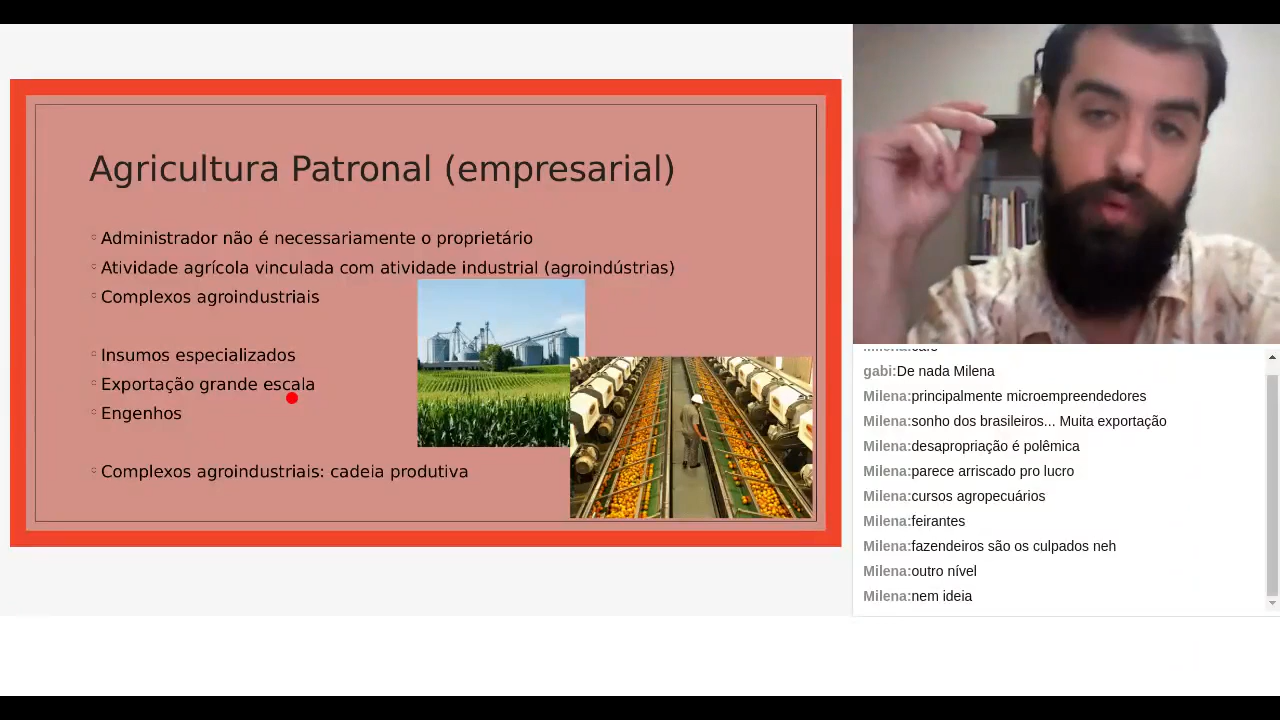 Agricultura Patronal (empresarial)
◦ Administrador não é necessariamente o proprietário
◦ Atividade agrícola vinculada com atividade industrial (agroindústrias)
◦ Complexos agroindustriais
◦ Insumos especializados
◦ Exportação grande escala
◦ Engenhos
◦ Complexos agroindustriais: cadeia produtiva
gabi:De nada Milena
Milena:principalmente microempreendedores
Milena:sonho dos brasileiros... Muita exportação
Milena:desapropriação é polêmica
Milena:parece arriscado pro lucro
Milena:cursos agropecuários
Milena:feirantes
Milena:fazendeiros são os culpados neh
Milena:outro nível
Milena:nem ideia